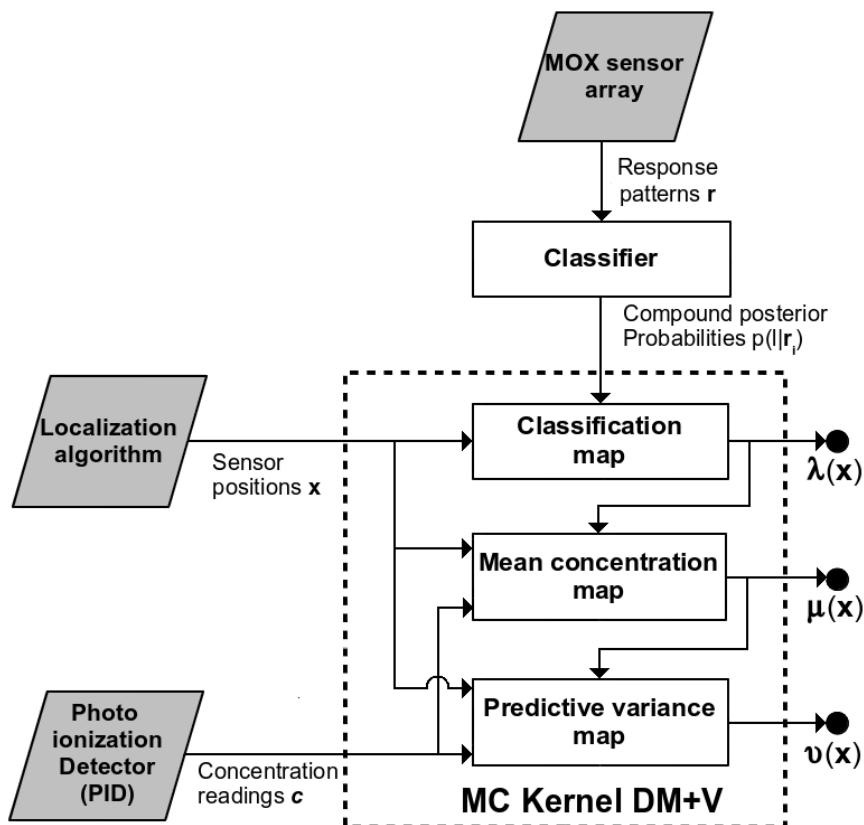 MOX sensor
array
Response
patterns r
Classifier
Compound posterior
Probabilities p(l|r_i)
Localization
algorithm
Sensor
positions x
Classification
map
λ(x)
Mean concentration
map
μ(x)
Photo
ionization
Detector
(PID)
Concentration
readings c
Predictive variance
map
υ(x)
MC Kernel DM+V